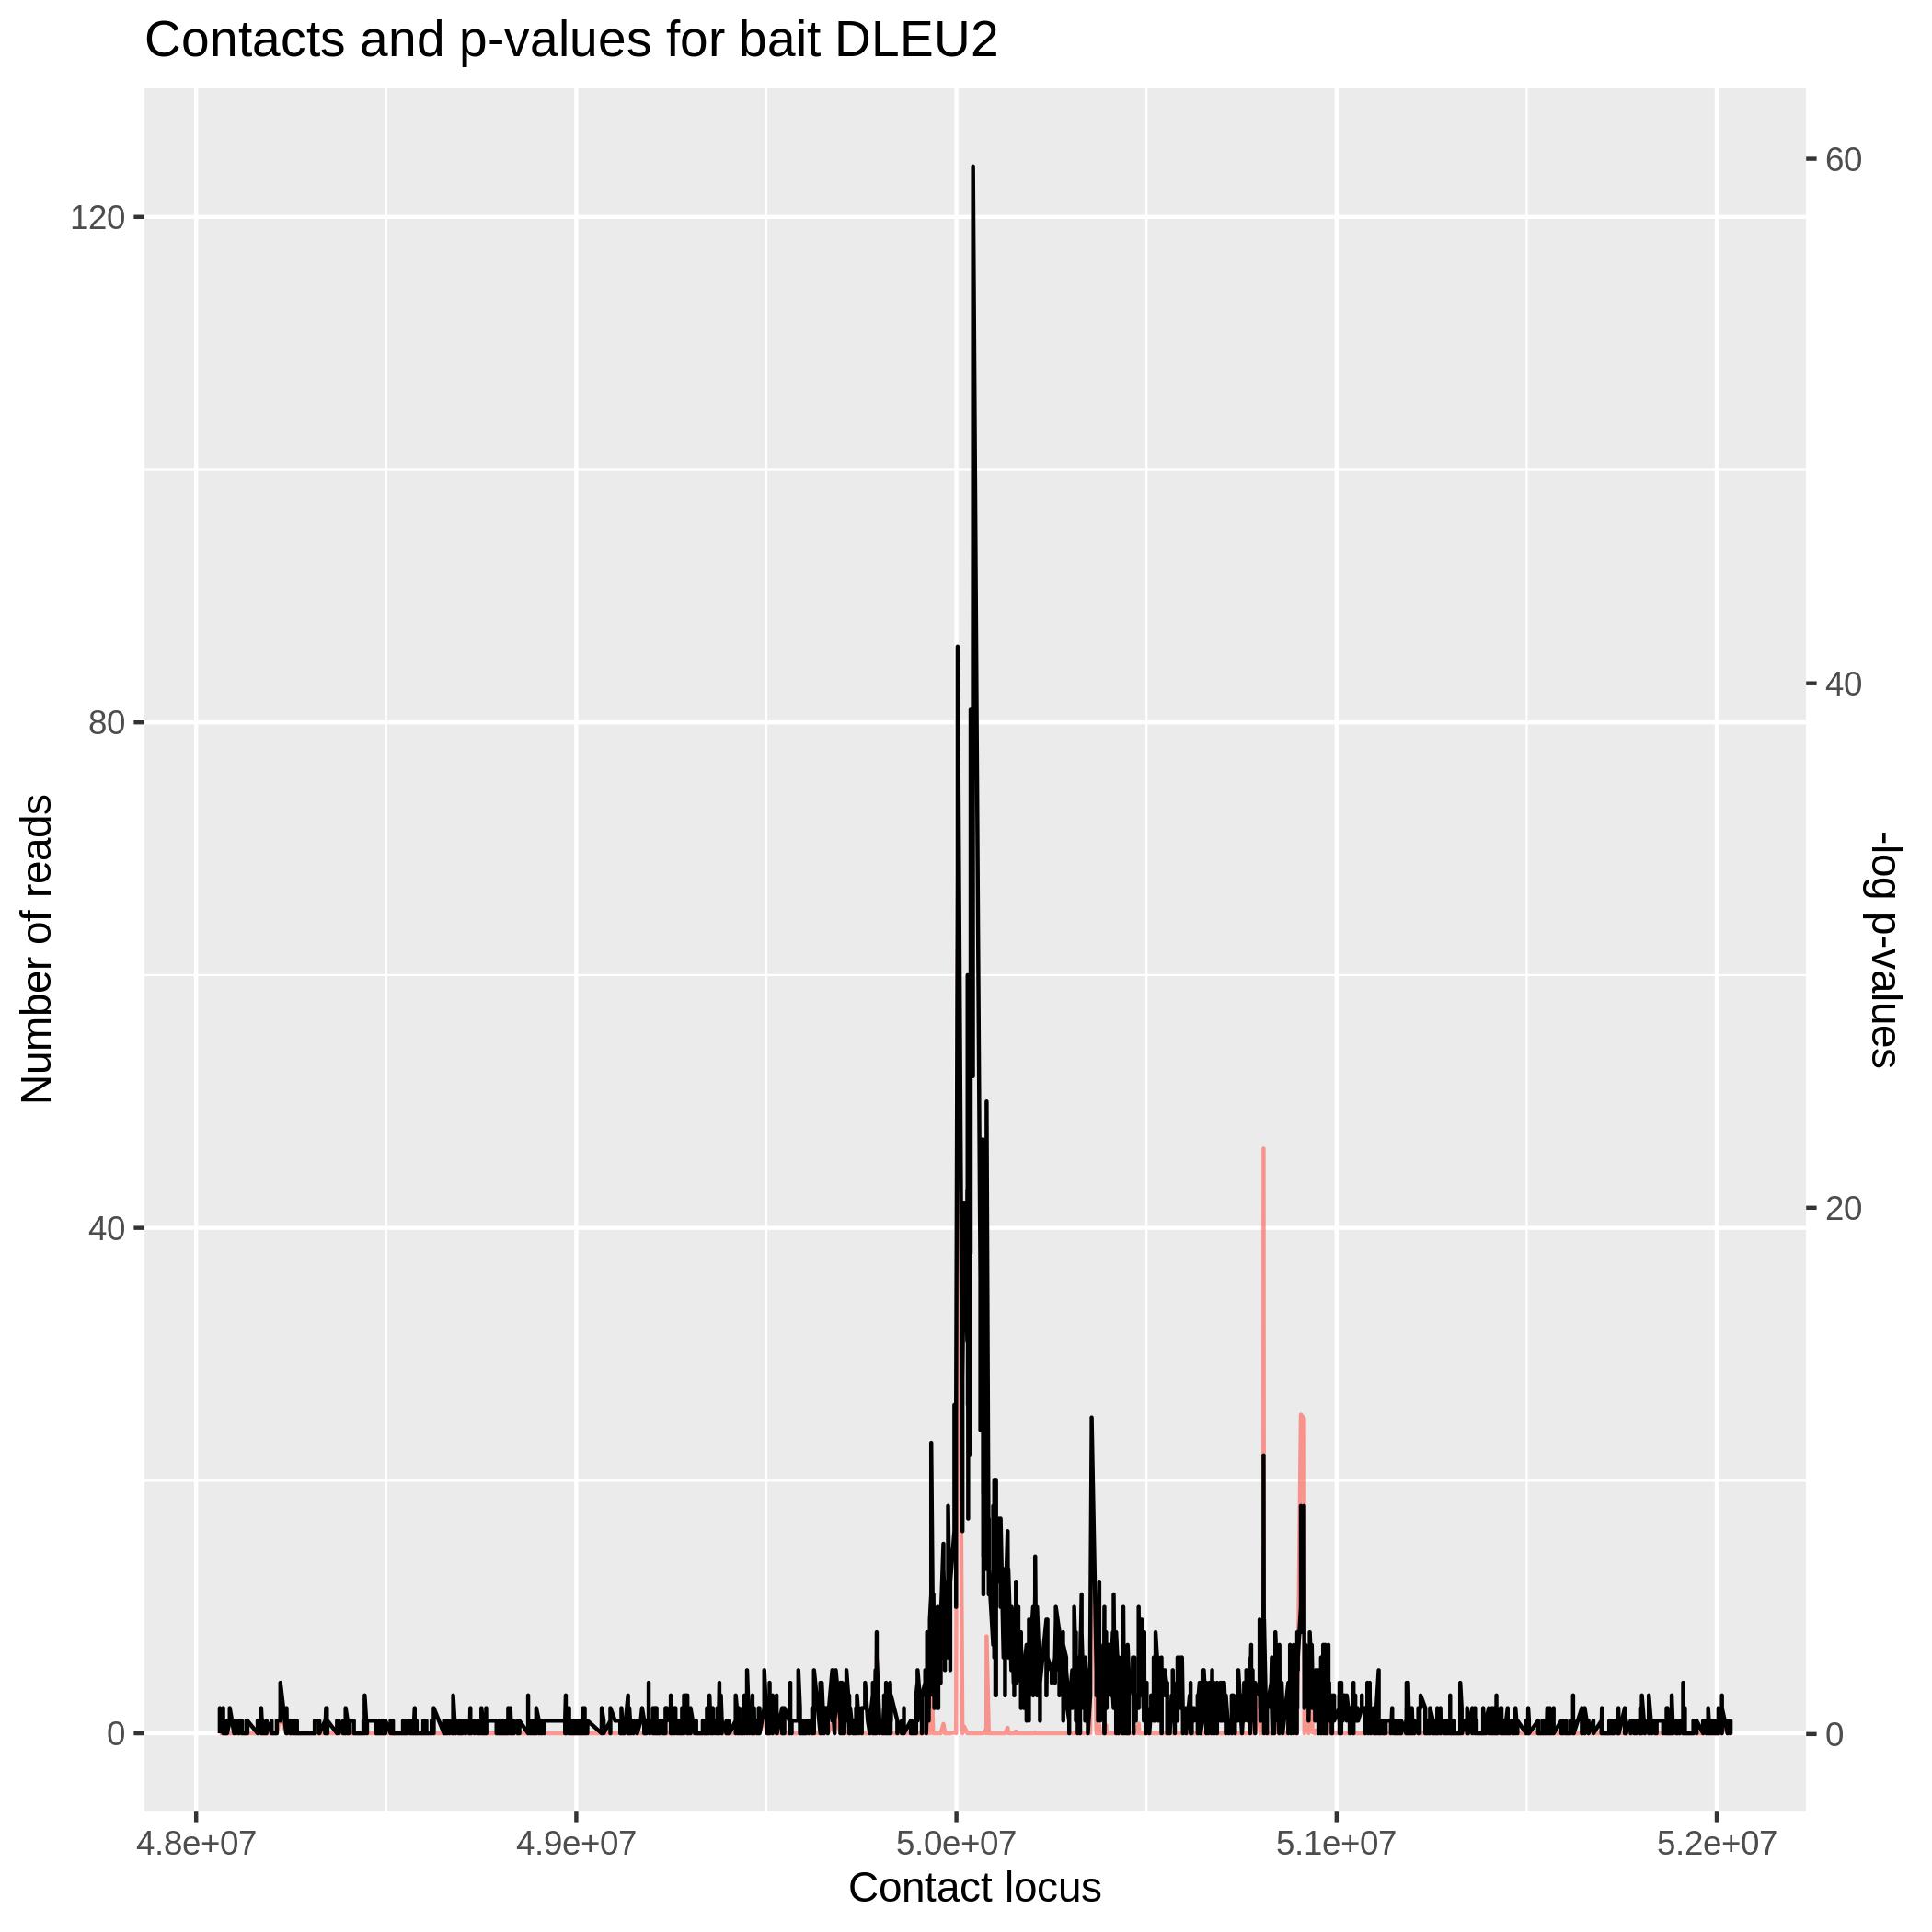 Contacts and p-values for bait DLEU2
120
80
40
0
60
40
20
0
Number of reads
-log p-values
4.8e+07
4.9e+07
5.0e+07
5.1e+07
5.2e+07
Contact locus